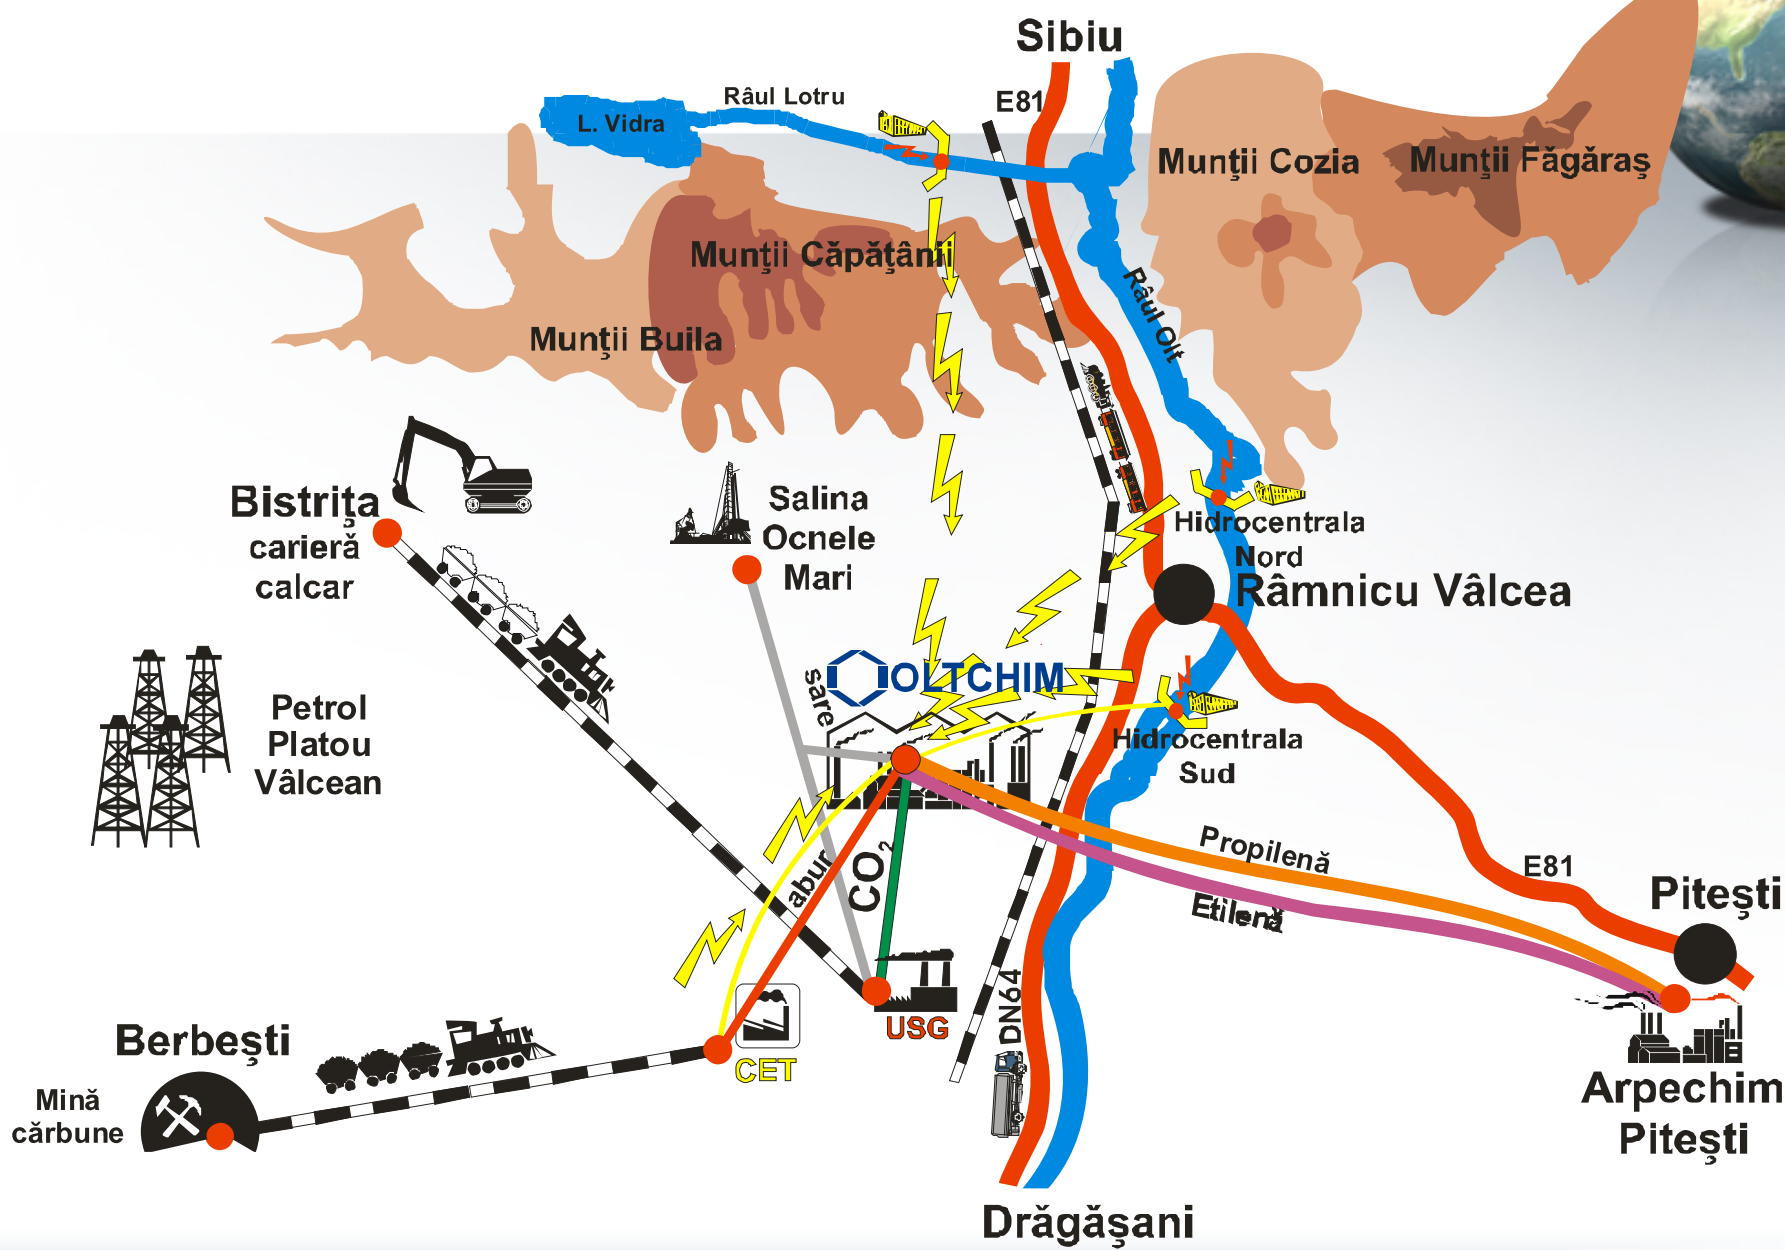 Sibiu
Râul Lotru
E81
L. Vidra
Munţii Cozia
Munţii Făgăraş
Munţii Căpăţânii
Râul Olt
Munţii Buila
Bistriţa
carieră
calcar
Salina
Ocnele
Mari
Hidrocentrala
Nord
Râmnicu Vâlcea
OLTCHIM
sare
Petrol
Platou
Vâlcean
Hidrocentrala
Sud
Propilenă
Etilenă
E81
abur
CO2
Piteşti
DN64
USG
CET
Berbeşti
Mină
cărbune
Arpechim
Piteşti
Drăgăşani